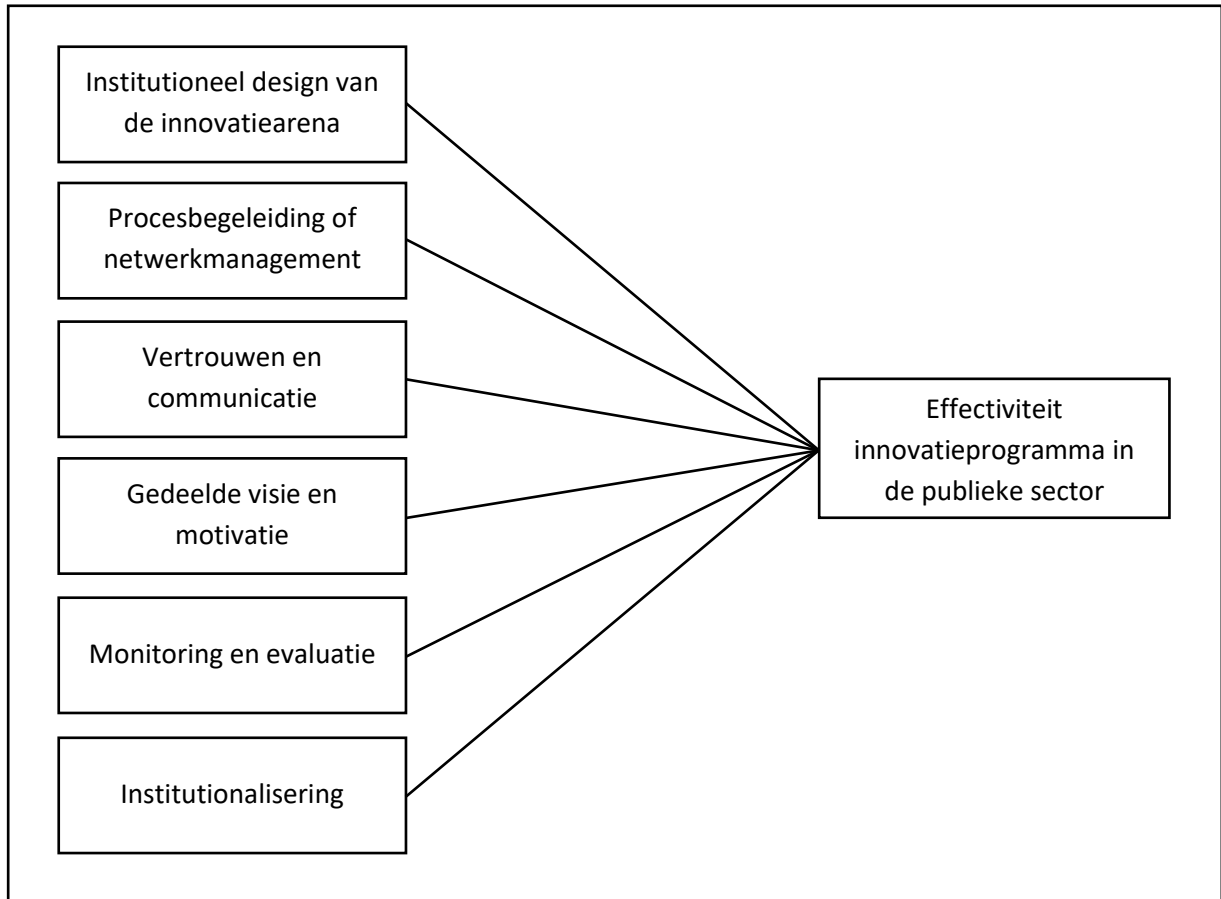 Institutioneel design van
de innovatiearena
Procesbegeleiding of
netwerkmanagement
Vertrouwen en
communicatie
Gedeelde visie en
motivatie
Monitoring en evaluatie
Institutionalisering
Effectiviteit
innovatieprogramma in
de publieke sector